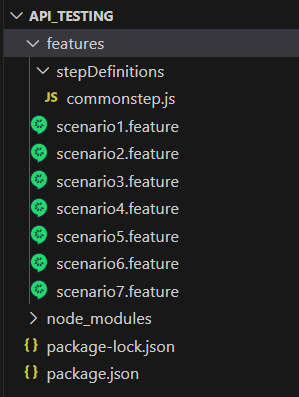 API_TESTING
features
stepDefinitions
JS commonstep.js
scenario1.feature
scenario2.feature
scenario3.feature
scenario4.feature
scenario5.feature
scenario6.feature
scenario7.feature
node_modules
{} package-lock.json
{} package.json